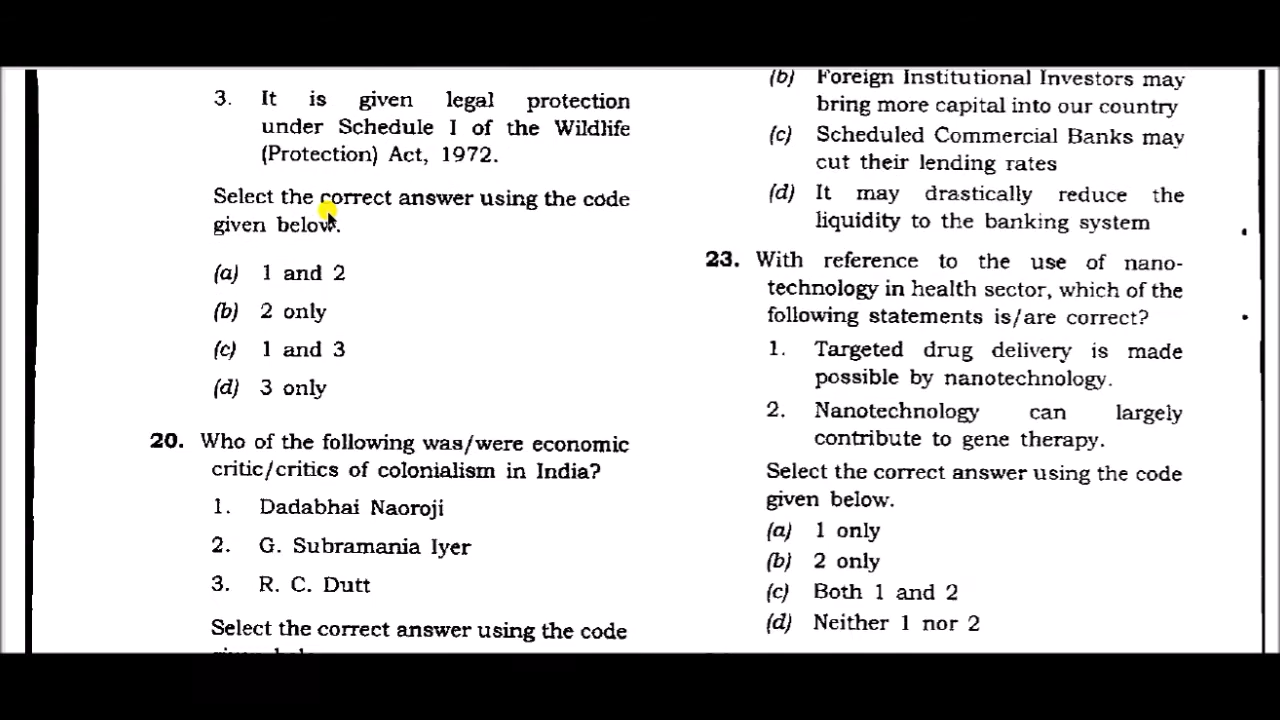 3. It is given legal protection
under Schedule I of the Wildlife
(Protection) Act, 1972.
Select the correct answer using the code
given below.
(a) 1 and 2
(b) 2 only
(c) 1 and 3
(d) 3 only
20. Who of the following was/were economic
critic/critics of colonialism in India?
1. Dadabhai Naoroji
2. G. Subramania Iyer
3. R. C. Dutt
Select the correct answer using the code
(b) Foreign Institutional Investors may
bring more capital into our country
(c) Scheduled Commercial Banks may
cut their lending rates
(d) It may drastically reduce the
liquidity to the banking system
23. With reference to the use of nano-
technology in health sector, which of the
following statements is/are correct?
1. Targeted drug delivery is made
possible by nanotechnology.
2. Nanotechnology can largely
contribute to gene therapy.
Select the correct answer using the code
given below.
(a) 1 only
(b) 2 only
(c) Both 1 and 2
(d) Neither 1 nor 2